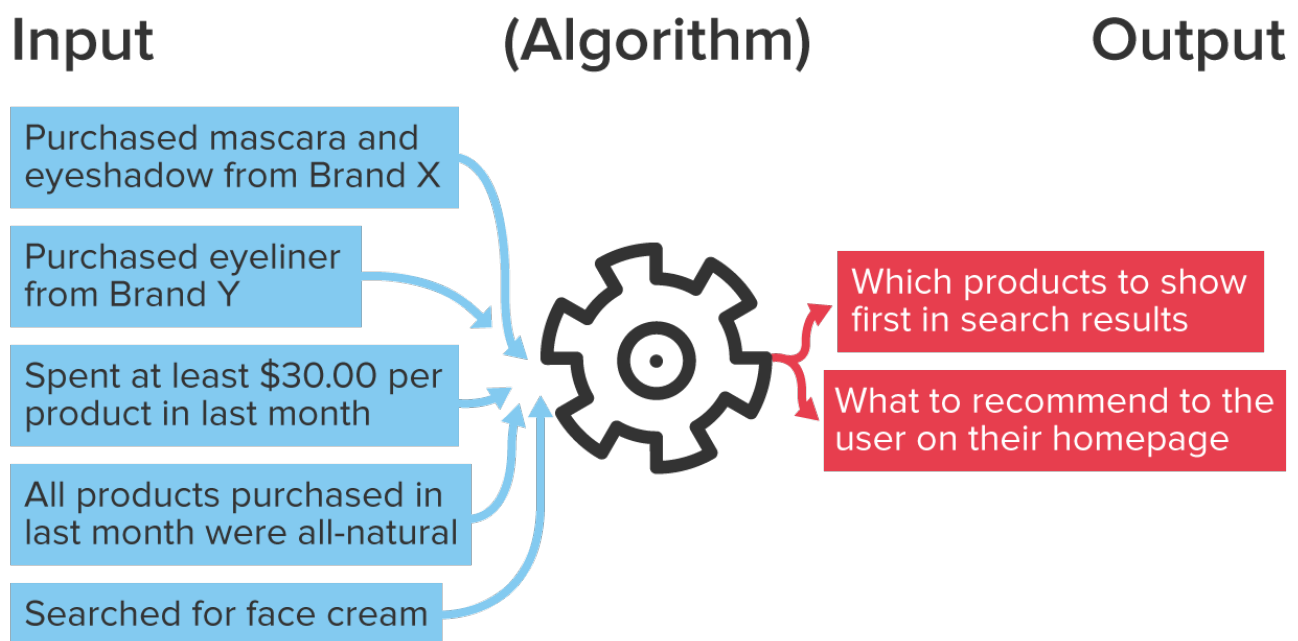 Input
(Algorithm)
Output
Purchased mascara and
eyeshadow from Brand X
Purchased eyeliner
from Brand Y
Spent at least $30.00 per
product in last month
All products purchased in
last month were all-natural
Searched for face cream
Which products to show
first in search results
What to recommend to the
user on their homepage